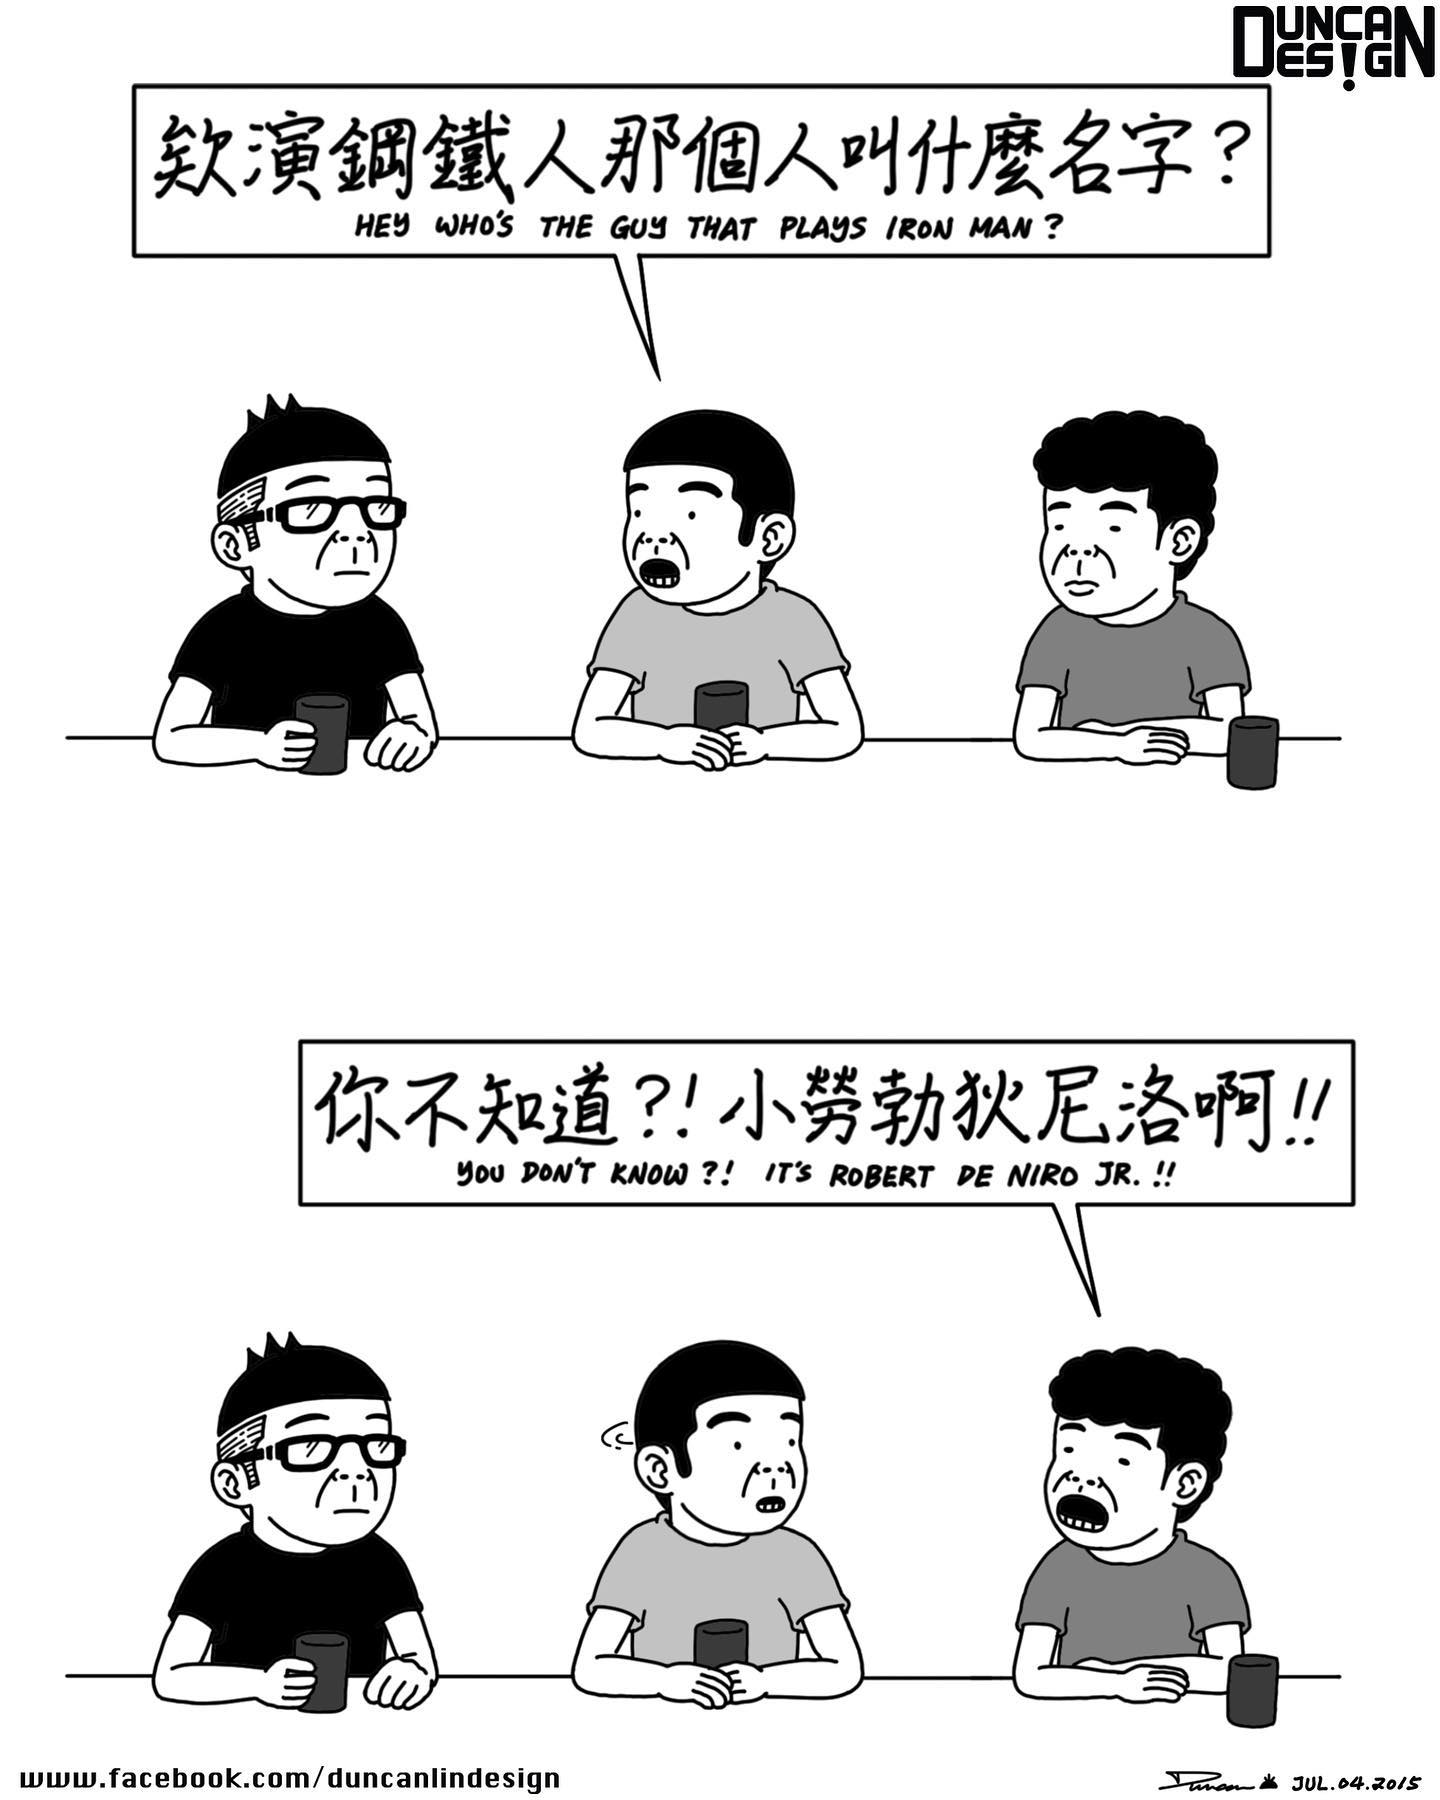 DUNCAN
DES!GN
欸演鋼鐵人那個人叫什麼名字？
HEY WHO'S THE GUY THAT PLAYS IRON MAN?
你不知道？！小勞勃狄尼洛啊！！
YOU DON'T KNOW?! IT'S ROBERT DE NIRO JR.!!
www.facebook.com/duncanlindesign
Duncan JUL.04.2015